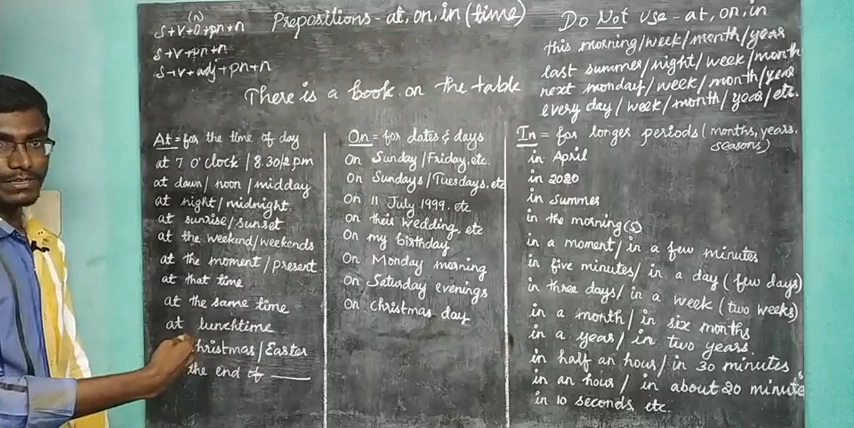 (N)
S+V+O+pn+n
S+V+pn+n
S+V+adj+pn+n
Prepositions - at, on, in (time)
There is a book on the table
Do Not use - at, on, in
this morning/week/month/year
last summer/night/week/month
next monday/week/month/year
every day/week/month/year/etc.
At = for the time of day
at 7 o'clock / 8.30/2 pm
at dawn/noon/midday
at night/midnight
at sunrise/sunset
at the weekend/weekends
at the moment/present
at that time
at the same time
at lunchtime
christmas/Easter
the end of ____
On = for dates & days
on Sunday/Friday, etc.
on Sundays/Tuesdays, etc
on 11 July 1999, etc
on their wedding, etc
on my birthday
on Monday morning
on Saturday evenings
on christmas day
In = for longer periods (months, years, seasons)
in April
in 2020
in summer
in the morning(s)
in a moment/in a few minutes
in five minutes/in a day (few days)
in three days/in a week (two weeks)
in a month/in six months
in a year/in two years.
in half an hour/in 30 minutes
in an hour/in about 20 minutes
in 10 seconds, etc.